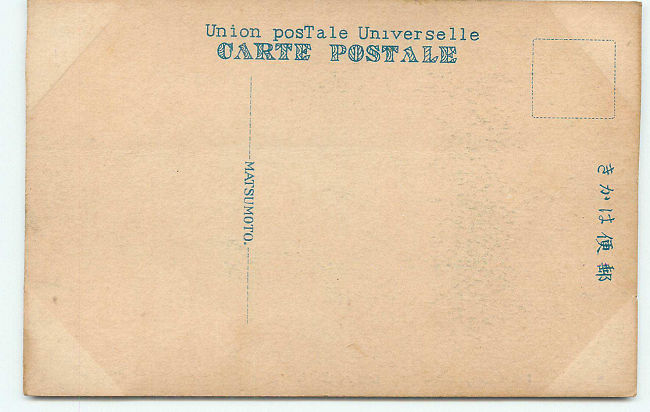 Union posTale Universelle
CARTE POSTALE
MATSUMOTO.
きかは便郵